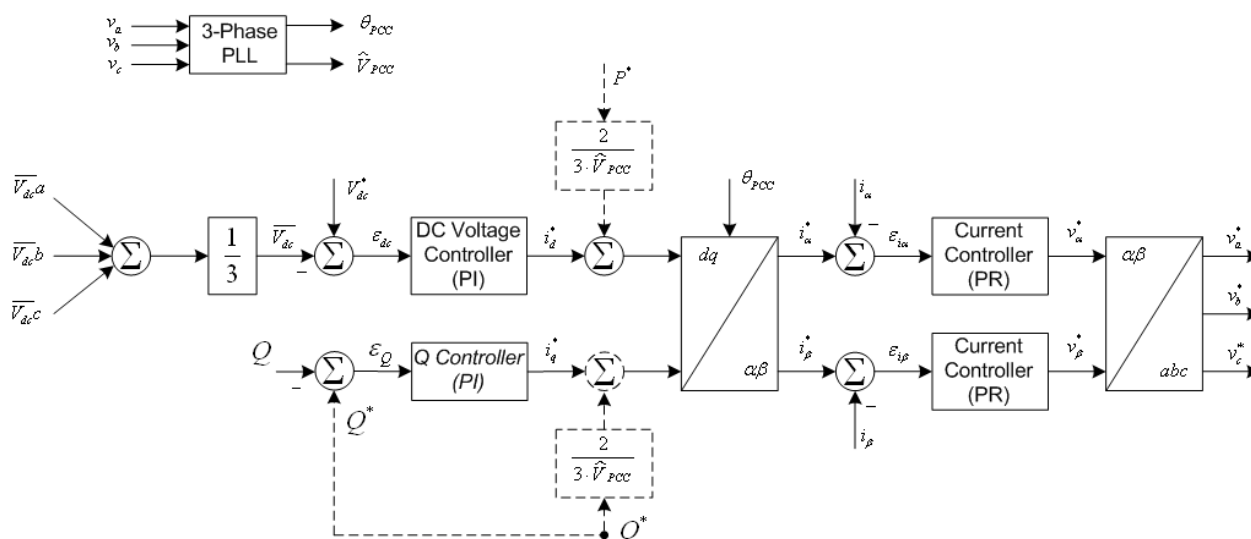 v_a
v_b
v_c
3-Phase
PLL
θ_PCC
V̂_PCC
P*
2
3·V̂_PCC
V̅_dc a
V̅_dc b
V̅_dc c
Σ
1
3
V̅_dc
V*_dc
−
Σ
ε_dc
DC Voltage
Controller
(PI)
i*_d
Σ
θ_PCC
dq
αβ
i*_α
i_α
−
Σ
ε_iα
Current
Controller
(PR)
v*_α
αβ
abc
v*_a
v*_b
v*_c
Q
−
Σ
Q*
ε_Q
Q Controller
(PI)
i*_q
Σ
2
3·V̂_PCC
Q*
i*_β
Σ
−
i_β
ε_iβ
Current
Controller
(PR)
v*_β